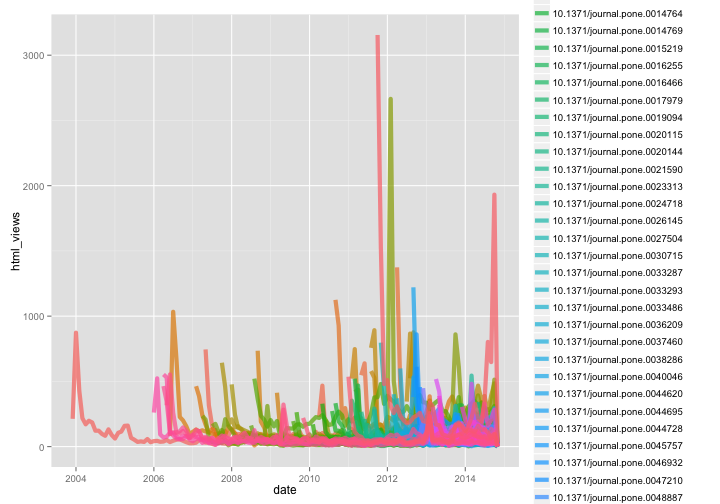 3000
2000
1000
0
html_views
2004
2006
2008
2010
2012
2014
date
10.1371/journal.pone.0014764
10.1371/journal.pone.0014769
10.1371/journal.pone.0015219
10.1371/journal.pone.0016255
10.1371/journal.pone.0016466
10.1371/journal.pone.0017979
10.1371/journal.pone.0019094
10.1371/journal.pone.0020115
10.1371/journal.pone.0020144
10.1371/journal.pone.0021590
10.1371/journal.pone.0023313
10.1371/journal.pone.0024718
10.1371/journal.pone.0026145
10.1371/journal.pone.0027504
10.1371/journal.pone.0030715
10.1371/journal.pone.0033287
10.1371/journal.pone.0033293
10.1371/journal.pone.0033486
10.1371/journal.pone.0036209
10.1371/journal.pone.0037460
10.1371/journal.pone.0038286
10.1371/journal.pone.0040046
10.1371/journal.pone.0044620
10.1371/journal.pone.0044695
10.1371/journal.pone.0044728
10.1371/journal.pone.0045757
10.1371/journal.pone.0046932
10.1371/journal.pone.0047210
10.1371/journal.pone.0048887